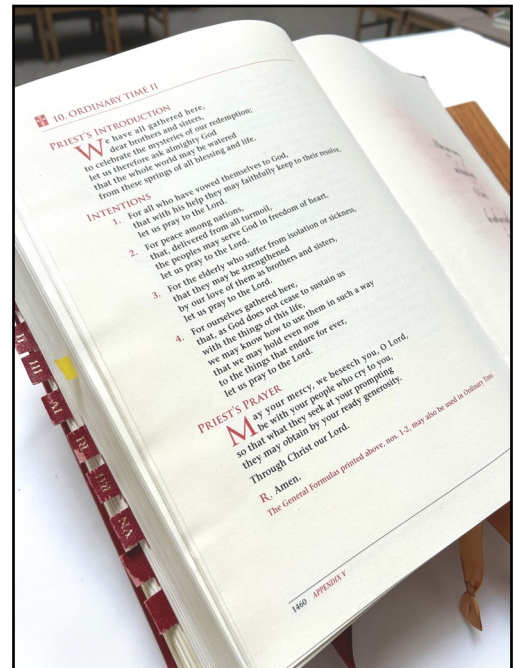 10. ORDINARY TIME II
PRIEST'S INTRODUCTION
We have all gathered here,
dear brothers and sisters,
to celebrate the mysteries of our redemption;
let us therefore ask almighty God
that the whole world may be watered
from these springs of all blessing and life.
INTENTIONS
1. For all who have vowed themselves to God,
that with his help they may faithfully keep to their resolve,
let us pray to the Lord.
2. For peace among nations,
that, delivered from all turmoil,
the peoples may serve God in freedom of heart,
let us pray to the Lord.
3. For the elderly who suffer from isolation or sickness,
that they may be strengthened
by our love of them as brothers and sisters,
let us pray to the Lord.
4. For ourselves gathered here,
that, as God does not cease to sustain us
with the things of this life,
we may know how to use them in such a way
that we may hold even now
to the things that endure for ever,
let us pray to the Lord.
PRIEST'S PRAYER
May your mercy, we beseech you, O Lord,
be with your people who cry to you,
so that what they seek at your prompting
they may obtain by your ready generosity.
Through Christ our Lord.
R. Amen.
The General Formulas printed above, nos. 1-2, may also be used in Ordinary Time.
1460 APPENDIX V
II
III
IV
RI
RII
VN